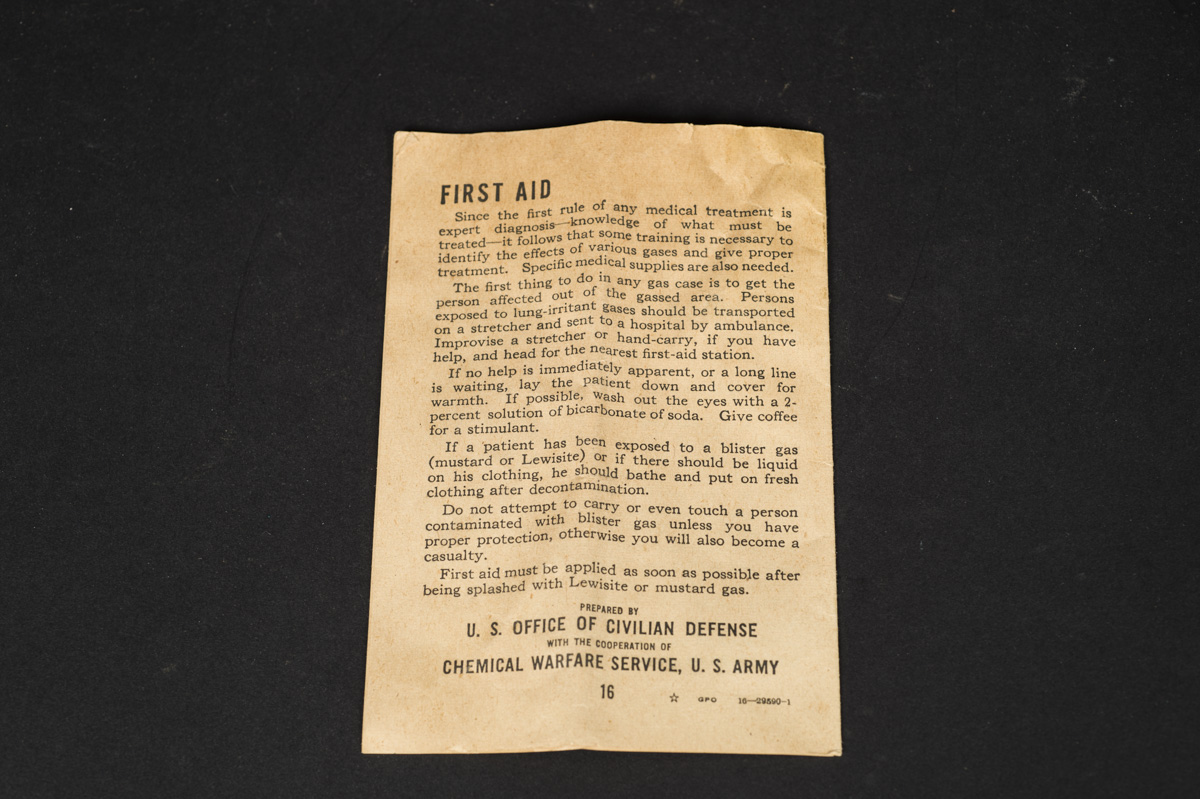 FIRST AID
Since the first rule of any medical treatment is
expert diagnosis—knowledge of what must be
treated—it follows that some training is necessary to
identify the effects of various gases and give proper
treatment. Specific medical supplies are also needed.
The first thing to do in any gas case is to get the
person affected out of the gassed area. Persons
exposed to lung-irritant gases should be transported
on a stretcher and sent to a hospital by ambulance.
Improvise a stretcher or hand-carry, if you have
help, and head for the nearest first-aid station.
If no help is immediately apparent, or a long line
is waiting, lay the patient down and cover for
warmth. If possible, wash out the eyes with a 2-
percent solution of bicarbonate of soda. Give coffee
for a stimulant.
If a patient has been exposed to a blister gas
(mustard or Lewisite) or if there should be liquid
on his clothing, he should bathe and put on fresh
clothing after decontamination.
Do not attempt to carry or even touch a person
contaminated with blister gas unless you have
proper protection, otherwise you will also become a
casualty.
First aid must be applied as soon as possible after
being splashed with Lewisite or mustard gas.
PREPARED BY
U. S. OFFICE OF CIVILIAN DEFENSE
WITH THE COOPERATION OF
CHEMICAL WARFARE SERVICE, U. S. ARMY
16
☆ GPO 16—29890-1